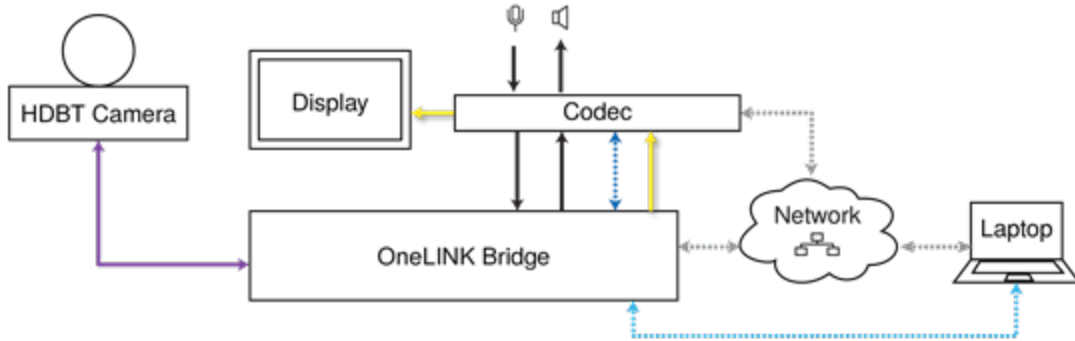 HDBT Camera
Display
Codec
OneLINK Bridge
Network
Laptop